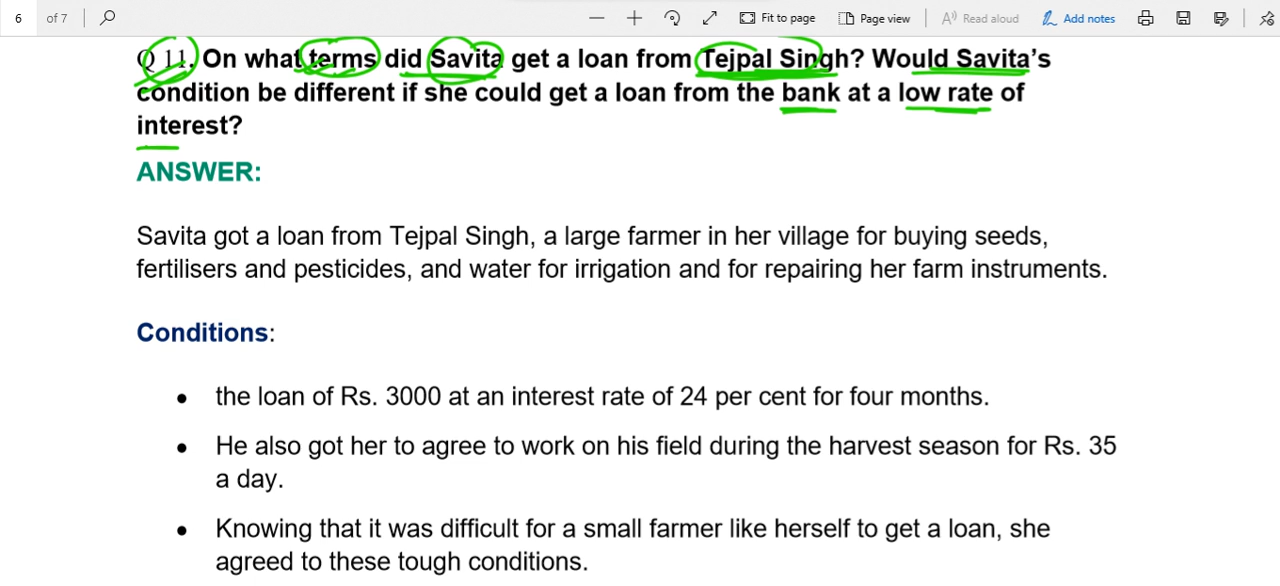 6 of 7 Fit to page Page view Read aloud Add notes
Q 11. On what terms did Savita get a loan from Tejpal Singh? Would Savita's
condition be different if she could get a loan from the bank at a low rate of
interest?
ANSWER:
Savita got a loan from Tejpal Singh, a large farmer in her village for buying seeds,
fertilisers and pesticides, and water for irrigation and for repairing her farm instruments.
Conditions:
• the loan of Rs. 3000 at an interest rate of 24 per cent for four months.
• He also got her to agree to work on his field during the harvest season for Rs. 35
a day.
• Knowing that it was difficult for a small farmer like herself to get a loan, she
agreed to these tough conditions.